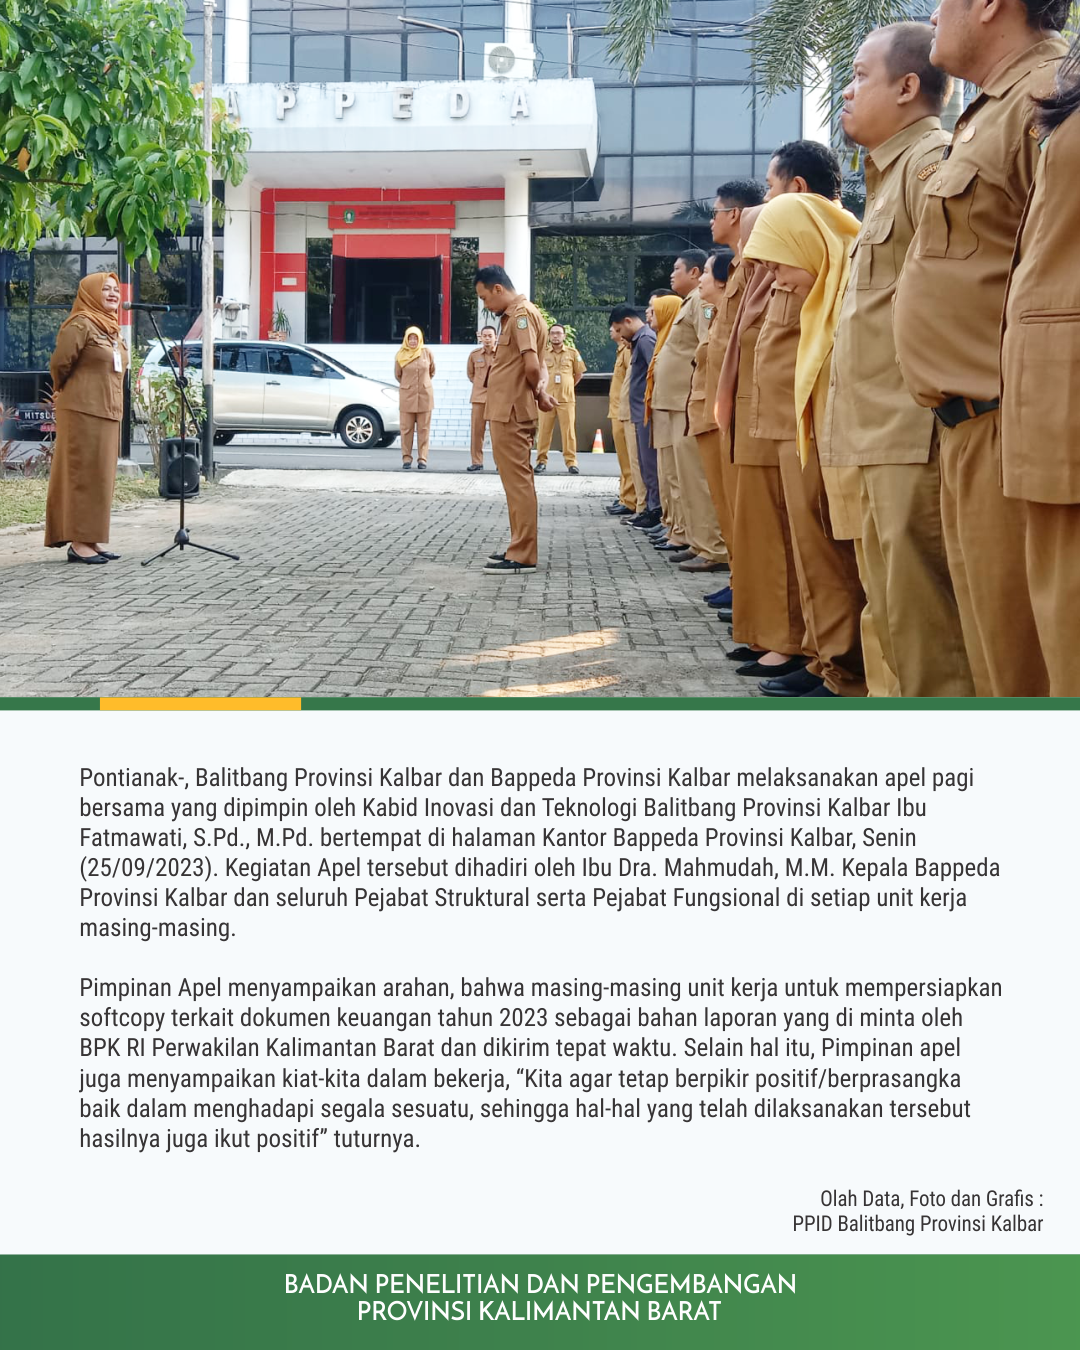 BAPPEDA
HITSU
Pontianak-, Balitbang Provinsi Kalbar dan Bappeda Provinsi Kalbar melaksanakan apel pagi
bersama yang dipimpin oleh Kabid Inovasi dan Teknologi Balitbang Provinsi Kalbar Ibu
Fatmawati, S.Pd., M.Pd. bertempat di halaman Kantor Bappeda Provinsi Kalbar, Senin
(25/09/2023). Kegiatan Apel tersebut dihadiri oleh Ibu Dra. Mahmudah, M.M. Kepala Bappeda
Provinsi Kalbar dan seluruh Pejabat Struktural serta Pejabat Fungsional di setiap unit kerja
masing-masing.
Pimpinan Apel menyampaikan arahan, bahwa masing-masing unit kerja untuk mempersiapkan
softcopy terkait dokumen keuangan tahun 2023 sebagai bahan laporan yang di minta oleh
BPK RI Perwakilan Kalimantan Barat dan dikirim tepat waktu. Selain hal itu, Pimpinan apel
juga menyampaikan kiat-kita dalam bekerja, “Kita agar tetap berpikir positif/berprasangka
baik dalam menghadapi segala sesuatu, sehingga hal-hal yang telah dilaksanakan tersebut
hasilnya juga ikut positif” tuturnya.
Olah Data, Foto dan Grafis :
PPID Balitbang Provinsi Kalbar
BADAN PENELITIAN DAN PENGEMBANGAN
PROVINSI KALIMANTAN BARAT